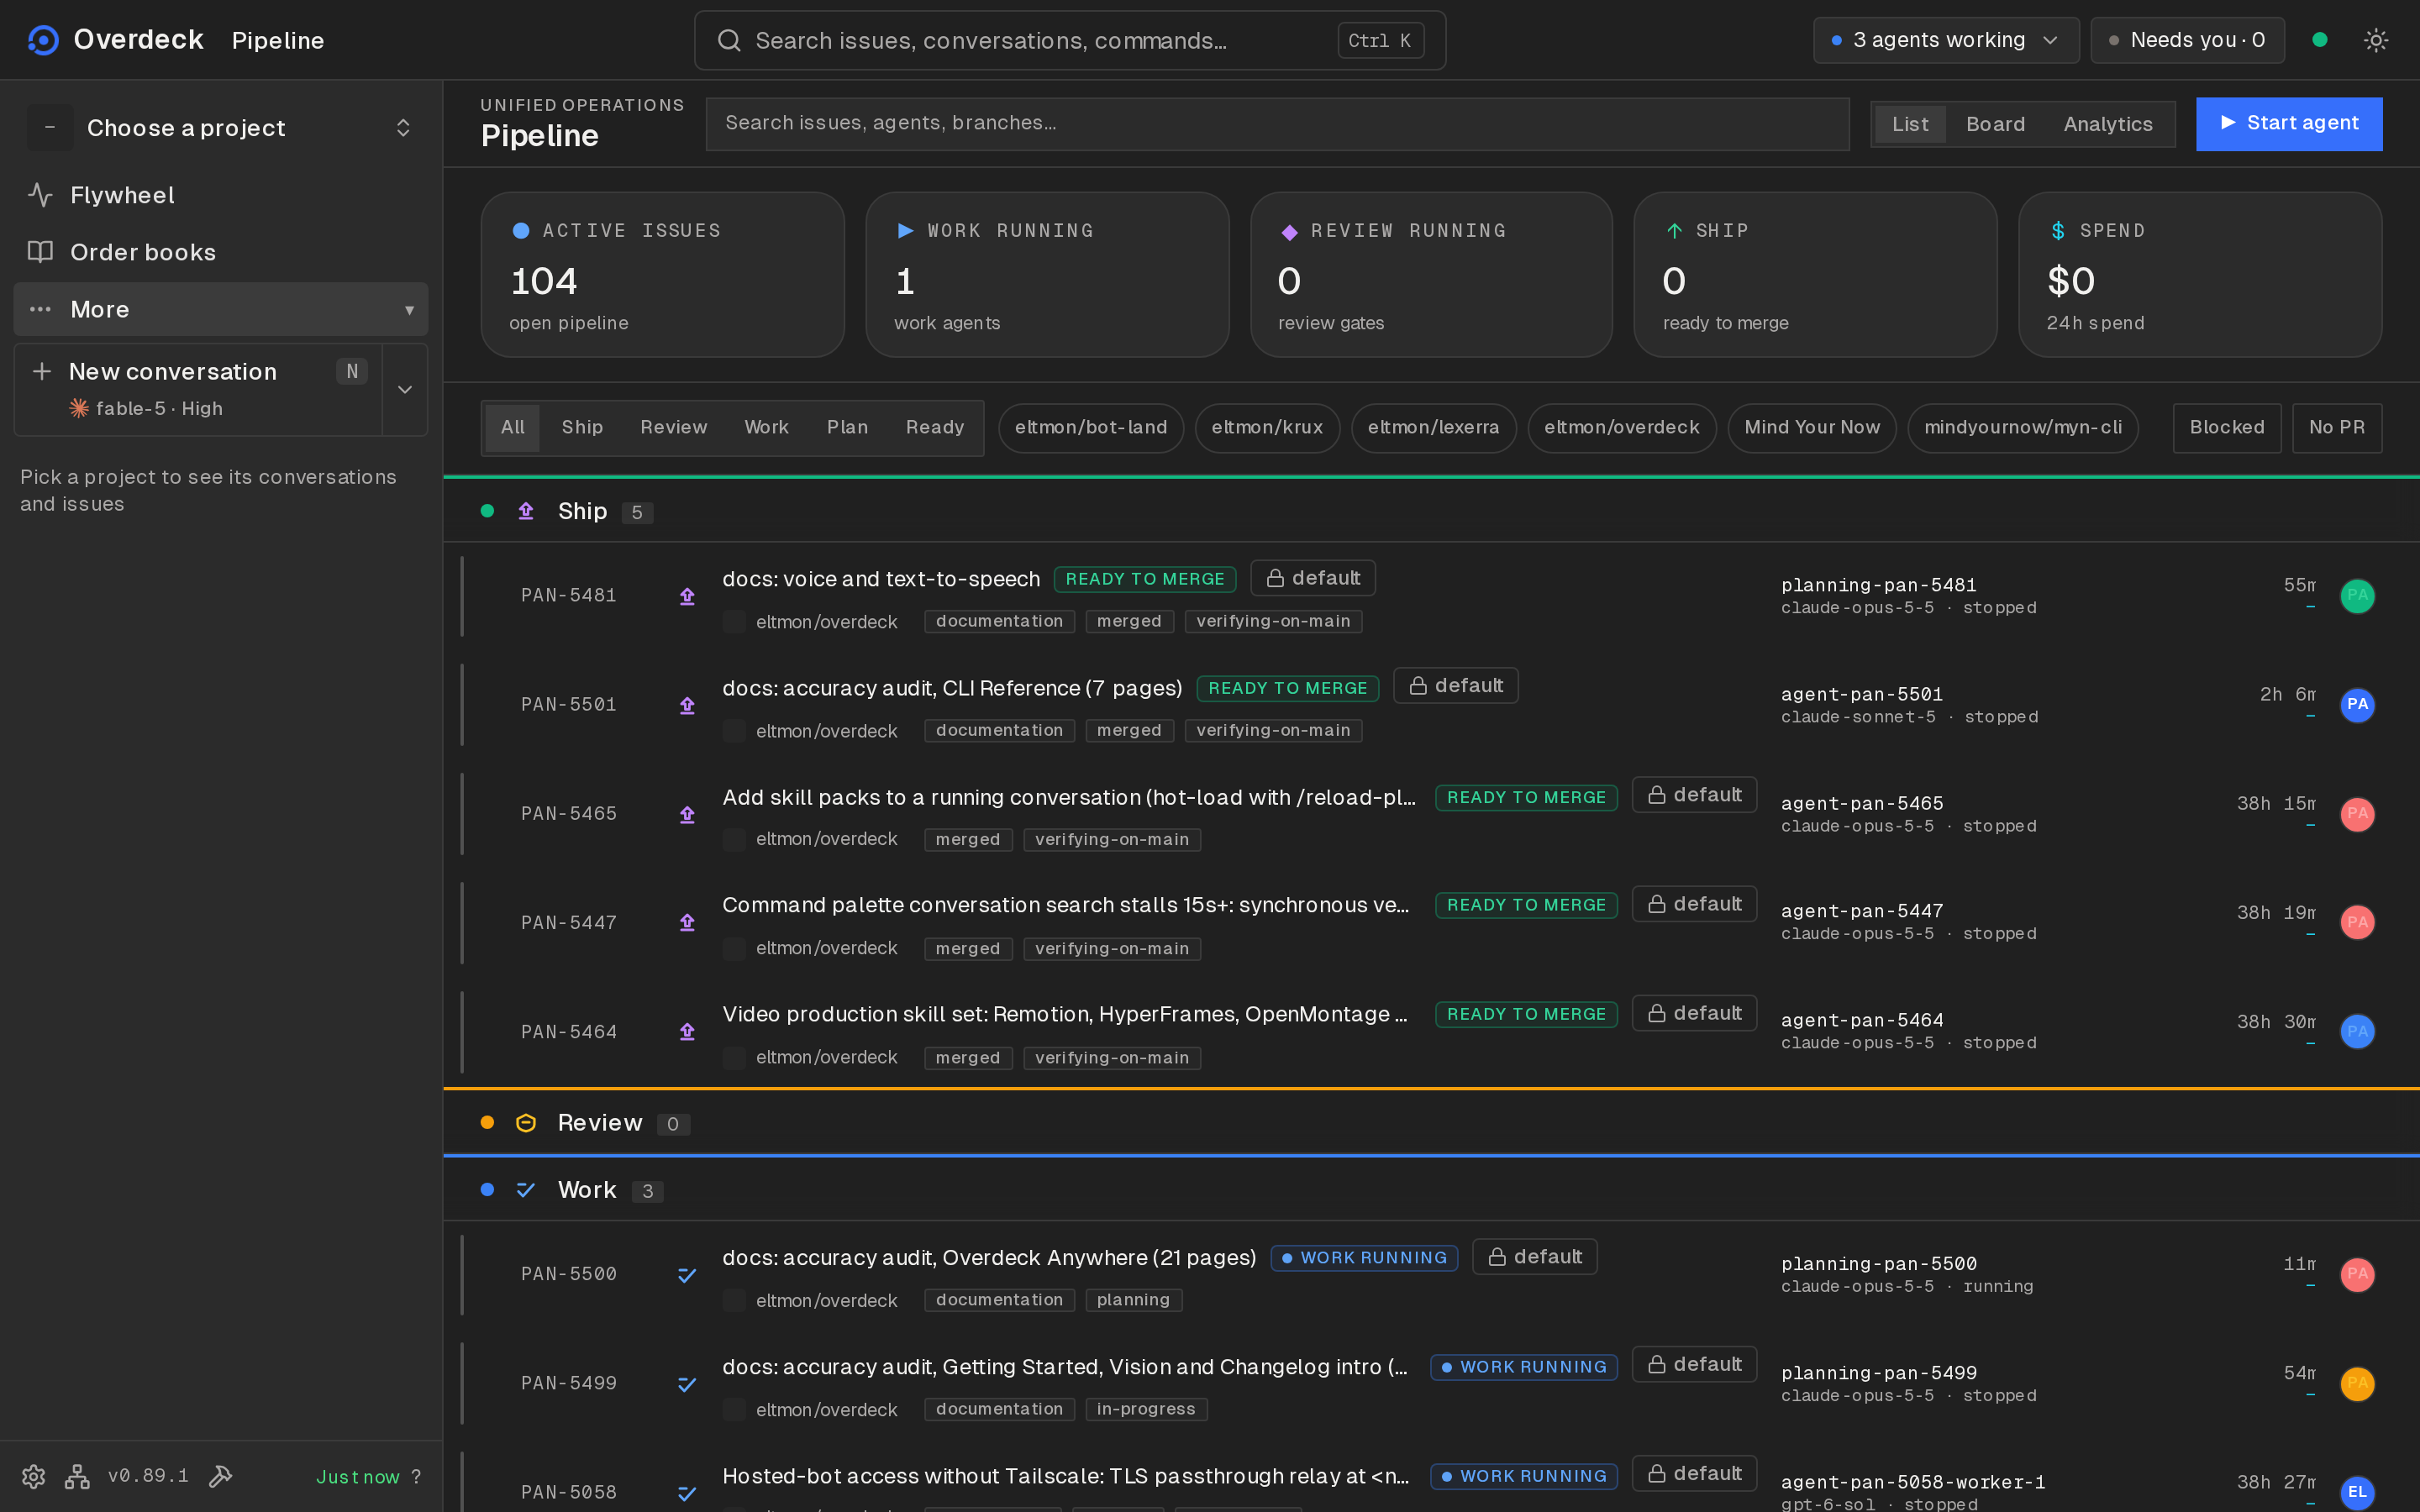 Overdeck Pipeline
Search issues, conversations, commands... Ctrl K
3 agents working
Needs you · 0
– Choose a project
Flywheel
Order books
More
New conversation N
fable-5 · High
Pick a project to see its conversations
and issues
v0.89.1 Just now ?
UNIFIED OPERATIONS
Pipeline
Search issues, agents, branches...
List Board Analytics
Start agent
ACTIVE ISSUES
104
open pipeline
WORK RUNNING
1
work agents
REVIEW RUNNING
0
review gates
SHIP
0
ready to merge
$ SPEND
$0
24h spend
All Ship Review Work Plan Ready
eltmon/bot-land eltmon/krux eltmon/lexerra eltmon/overdeck Mind Your Now mindyournow/myn-cli
Blocked No PR
Ship 5
PAN-5481
docs: voice and text-to-speech READY TO MERGE default
eltmon/overdeck documentation merged verifying-on-main
planning-pan-5481
claude-opus-5-5 · stopped
55m
–
PA
PAN-5501
docs: accuracy audit, CLI Reference (7 pages) READY TO MERGE default
eltmon/overdeck documentation merged verifying-on-main
agent-pan-5501
claude-sonnet-5 · stopped
2h 6m
–
PA
PAN-5465
Add skill packs to a running conversation (hot-load with /reload-pl... READY TO MERGE default
eltmon/overdeck merged verifying-on-main
agent-pan-5465
claude-opus-5-5 · stopped
38h 15m
–
PA
PAN-5447
Command palette conversation search stalls 15s+: synchronous ve... READY TO MERGE default
eltmon/overdeck merged verifying-on-main
agent-pan-5447
claude-opus-5-5 · stopped
38h 19m
–
PA
PAN-5464
Video production skill set: Remotion, HyperFrames, OpenMontage ... READY TO MERGE default
eltmon/overdeck merged verifying-on-main
agent-pan-5464
claude-opus-5-5 · stopped
38h 30m
–
PA
Review 0
Work 3
PAN-5500
docs: accuracy audit, Overdeck Anywhere (21 pages) WORK RUNNING default
eltmon/overdeck documentation planning
planning-pan-5500
claude-opus-5-5 · running
11m
–
PA
PAN-5499
docs: accuracy audit, Getting Started, Vision and Changelog intro (... WORK RUNNING default
eltmon/overdeck documentation in-progress
planning-pan-5499
claude-opus-5-5 · stopped
54m
–
PA
PAN-5058
Hosted-bot access without Tailscale: TLS passthrough relay at <n... WORK RUNNING default
agent-pan-5058-worker-1
gpt-6-sol · stopped
38h 27m
EL